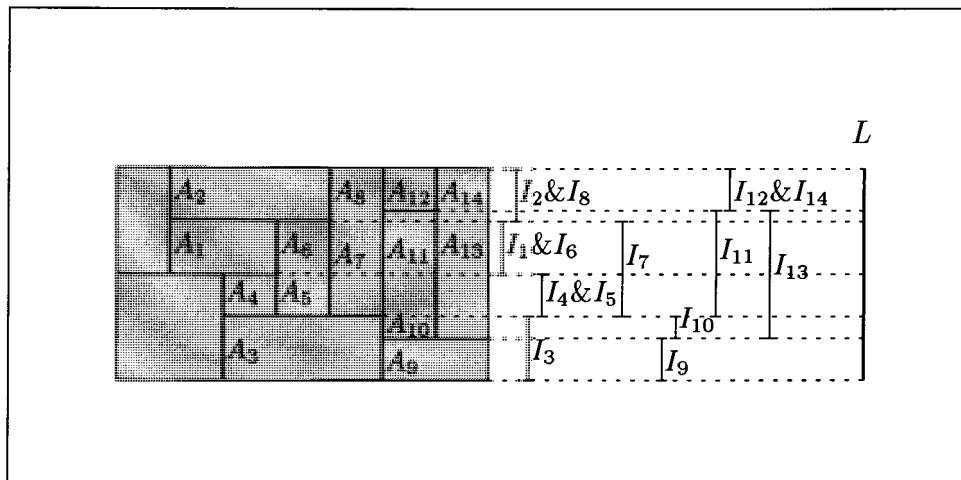 L
A₂ A₈ A₁₂ A₁₄ I₂&I₈ I₁₂&I₁₄
A₁ A₆ A₇ A₁₁ A₁₃ I₁&I₆ I₇ I₁₁ I₁₃
A₄ A₅ I₄&I₅
A₁₀ I₁₀
A₃ A₉ I₃ I₉